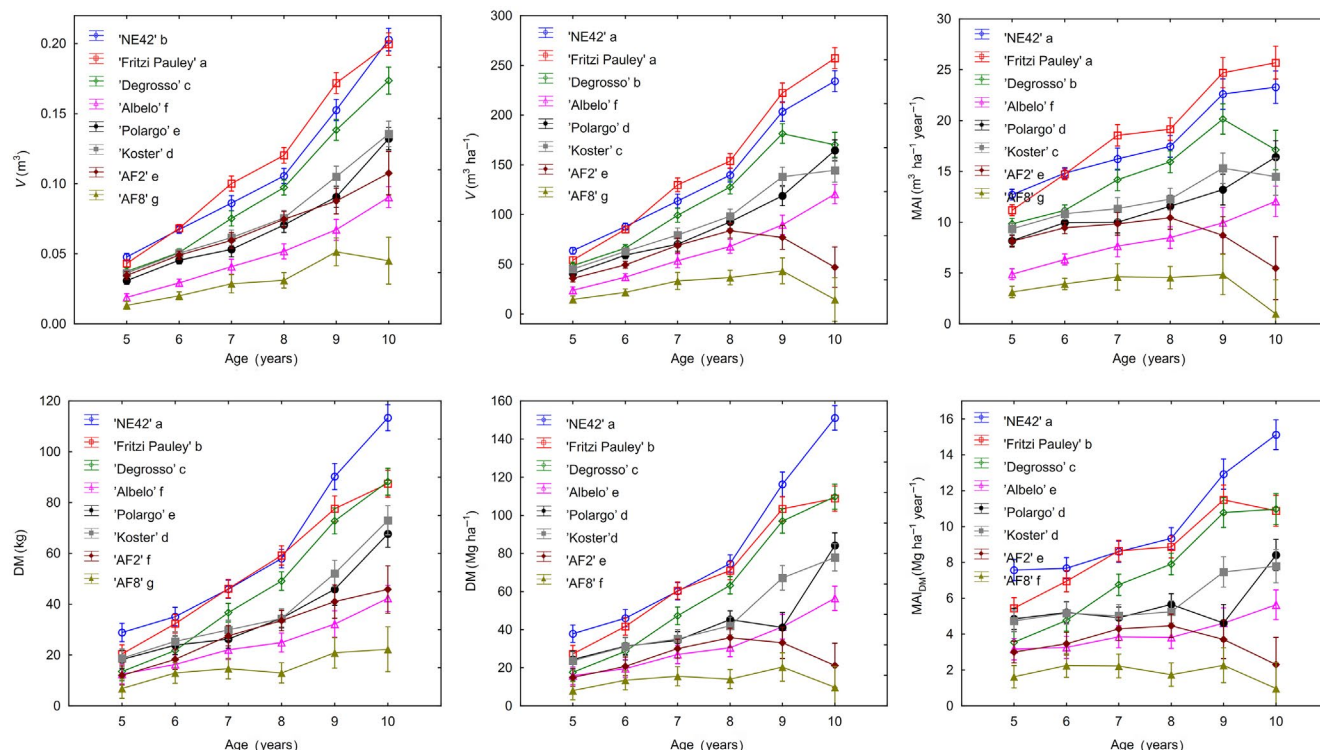 V (m³)
0.20
0.15
0.10
0.05
0.00
'NE42' b
'Fritzi Pauley' a
'Degrosso' c
'Albelo' f
'Polargo' e
'Koster' d
'AF2' e
'AF8' g
5 6 7 8 9 10
Age (years)
V (m³ ha⁻¹)
300
250
200
150
100
50
0
'NE42' a
'Fritzi Pauley' a
'Degrosso' b
'Albelo' f
'Polargo' d
'Koster' c
'AF2' e
'AF8' g
5 6 7 8 9 10
Age (years)
MAI (m³ ha⁻¹ year⁻¹)
30
25
20
15
10
5
0
'NE42' a
'Fritzi Pauley' a
'Degrosso' b
'Albelo' f
'Polargo' d
'Koster' c
'AF2' e
'AF8' g
5 6 7 8 9 10
Age (years)
DM (kg)
120
100
80
60
40
20
0
'NE42' a
'Fritzi Pauley' b
'Degrosso' c
'Albelo' f
'Polargo' e
'Koster' d
'AF2' f
'AF8' g
5 6 7 8 9 10
Age (years)
DM (Mg ha⁻¹)
160
140
120
100
80
60
40
20
0
'NE42' a
'Fritzi Pauley' b
'Degrosso' c
'Albelo' e
'Polargo' d
'Koster'd
'AF2' e
'AF8' f
5 6 7 8 9 10
Age (years)
MAI_DM (Mg ha⁻¹ year⁻¹)
16
14
12
10
8
6
4
2
0
'NE42' a
'Fritzi Pauley' b
'Degrosso' c
'Albelo' e
'Polargo' d
'Koster' d
'AF2' e
'AF8' f
5 6 7 8 9 10
Age (years)